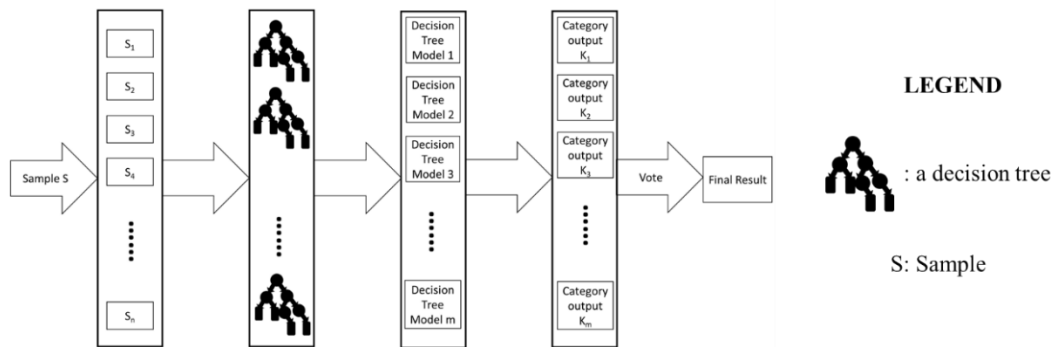 Sample S
S₁
S₂
S₃
S₄
Sₙ
Decision
Tree
Model 1
Decision
Tree
Model 2
Decision
Tree
Model 3
Decision
Tree
Model m
Category
output
K₁
Category
output
K₂
Category
output
K₃
Category
output
Kₘ
Vote
Final Result
LEGEND
: a decision tree
S: Sample